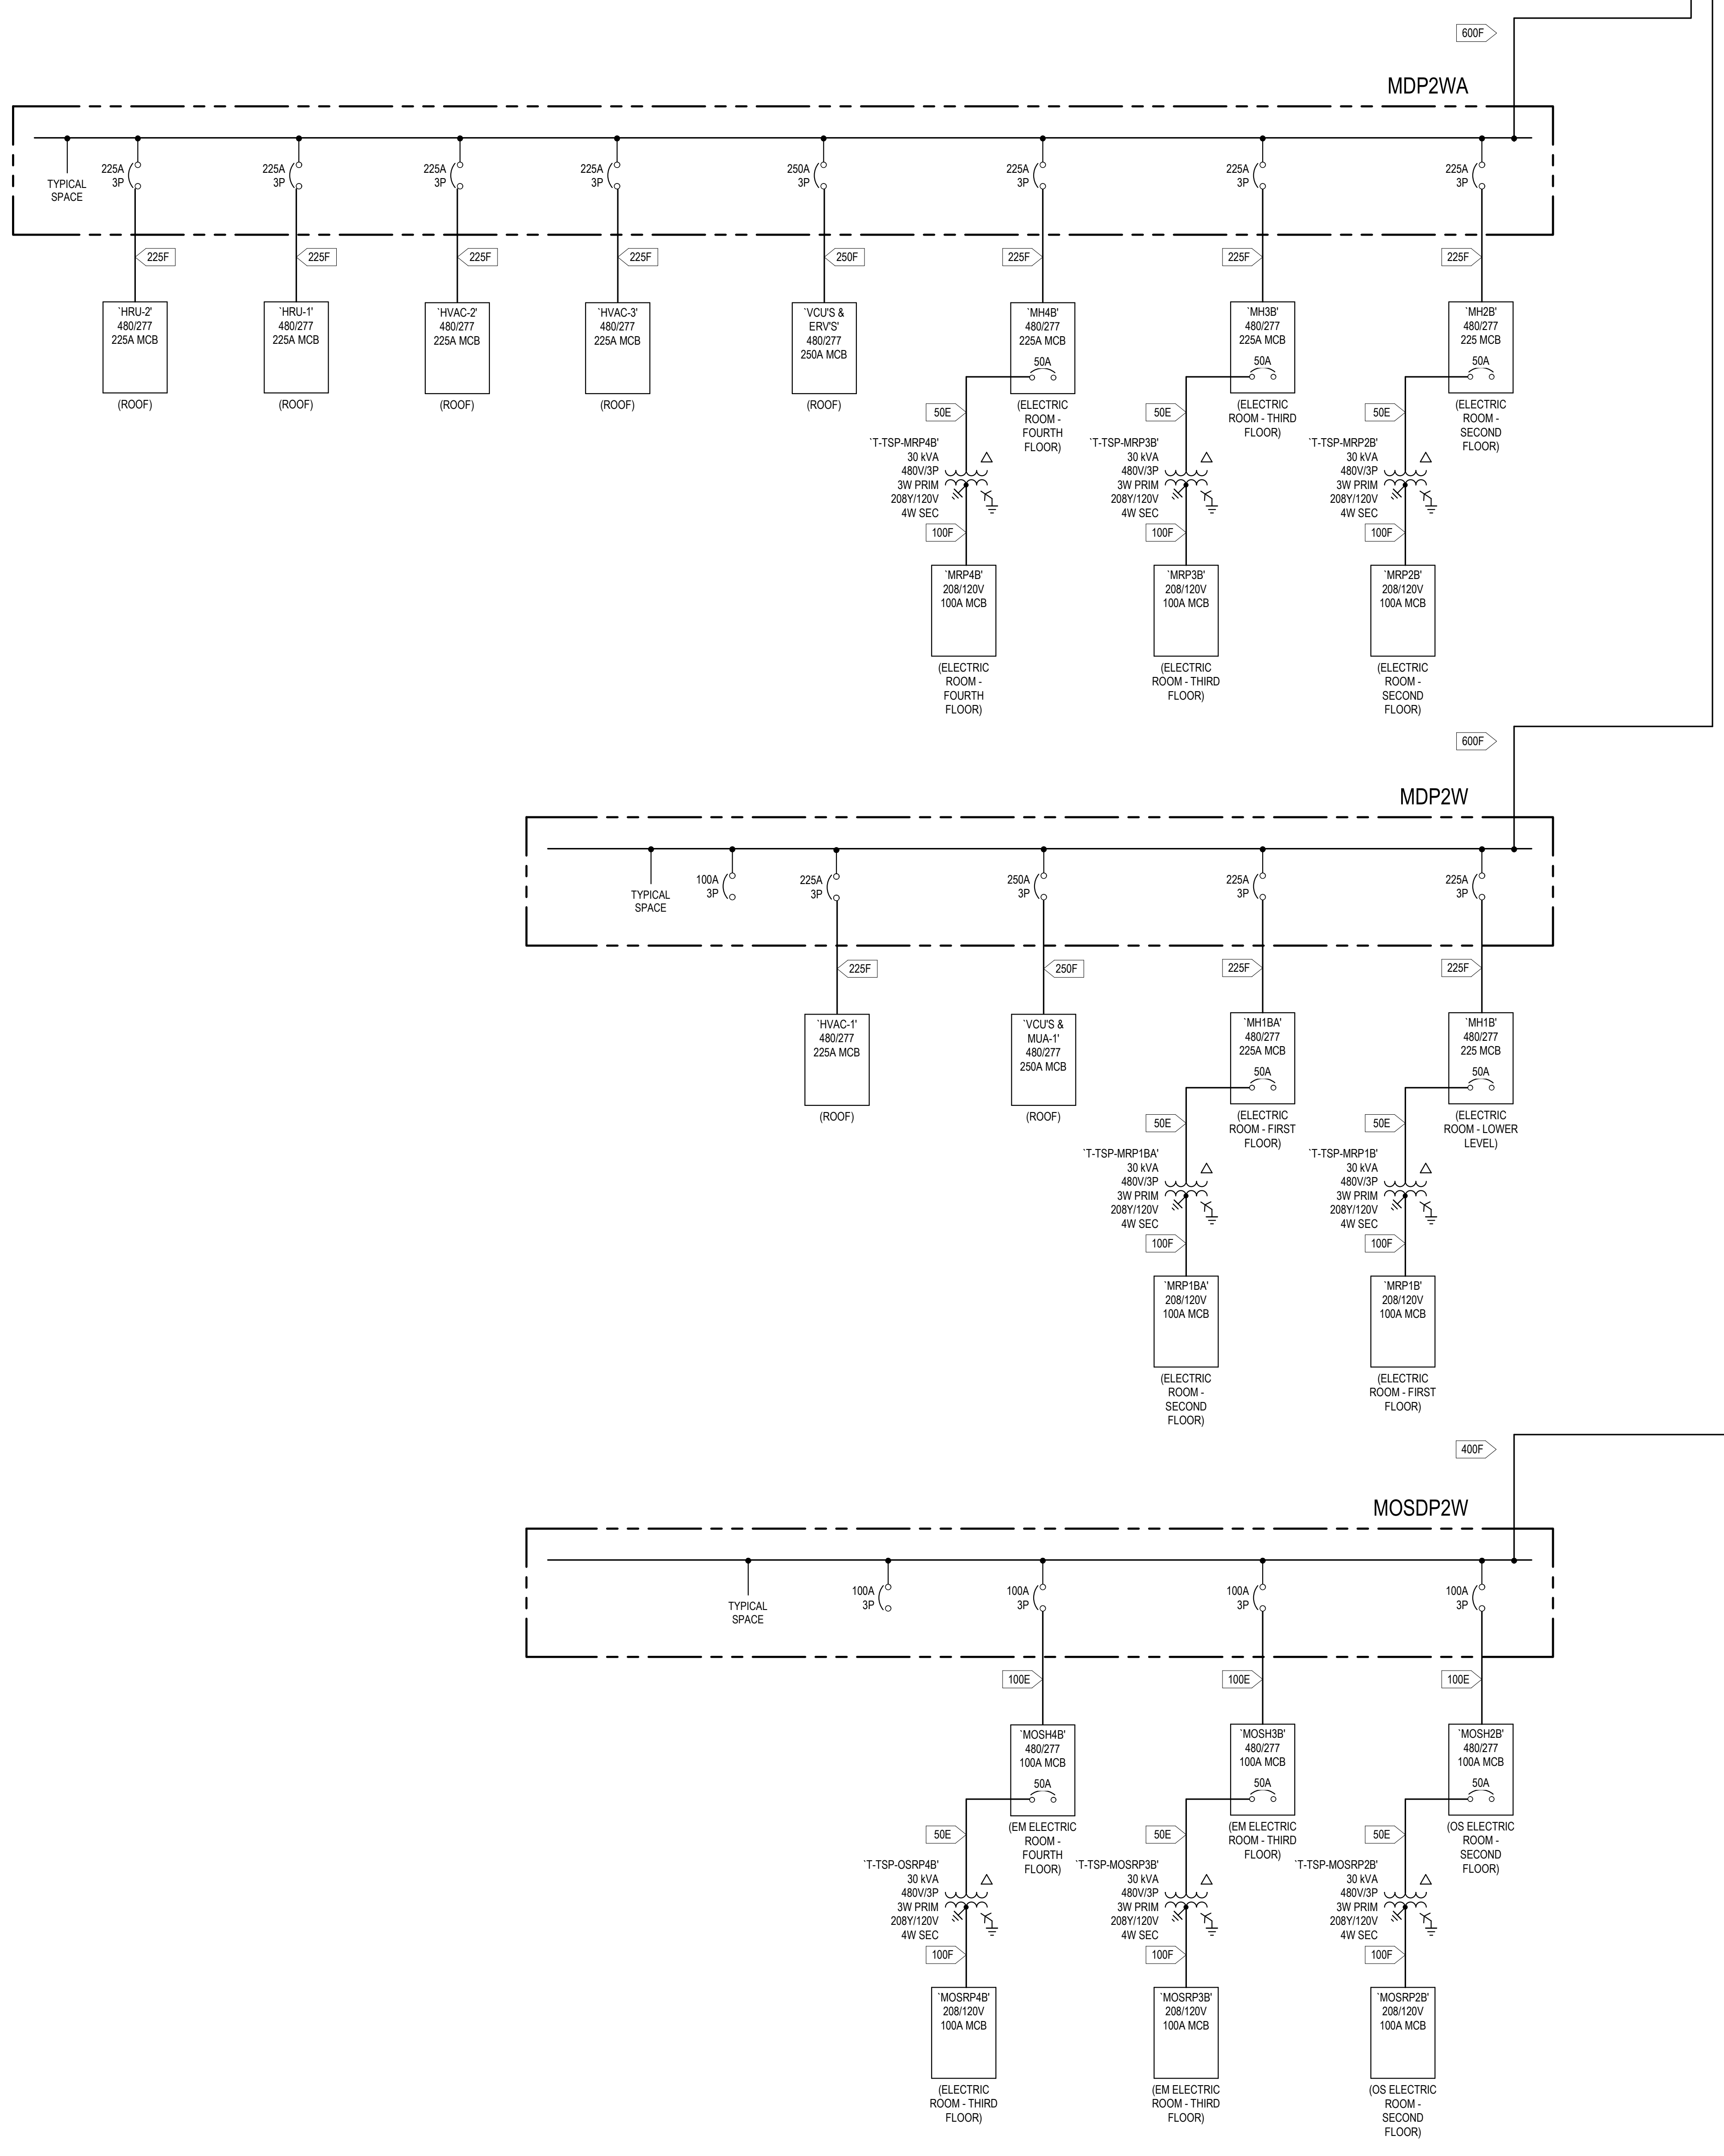 600F
MDP2WA
TYPICAL
SPACE
225A
3P
225A
3P
225A
3P
225A
3P
250A
3P
225A
3P
225A
3P
225A
3P
225F
225F
225F
225F
250F
225F
225F
225F
`HRU-2'
480/277
225A MCB
(ROOF)
`HRU-1'
480/277
225A MCB
(ROOF)
`HVAC-2'
480/277
225A MCB
(ROOF)
`HVAC-3'
480/277
225A MCB
(ROOF)
`VCU'S &
ERV'S'
480/277
250A MCB
(ROOF)
`MH4B'
480/277
225A MCB
50A
(ELECTRIC
ROOM -
FOURTH
FLOOR)
`MH3B'
480/277
225A MCB
50A
(ELECTRIC
ROOM - THIRD
FLOOR)
`MH2B'
480/277
225 MCB
50A
(ELECTRIC
ROOM -
SECOND
FLOOR)
50E
`T-TSP-MRP4B'
30 kVA
480V/3P
3W PRIM
208Y/120V
4W SEC
100F
50E
`T-TSP-MRP3B'
30 kVA
480V/3P
3W PRIM
208Y/120V
4W SEC
100F
50E
`T-TSP-MRP2B'
30 kVA
480V/3P
3W PRIM
208Y/120V
4W SEC
100F
`MRP4B'
208/120V
100A MCB
(ELECTRIC
ROOM -
FOURTH
FLOOR)
`MRP3B'
208/120V
100A MCB
(ELECTRIC
ROOM - THIRD
FLOOR)
`MRP2B'
208/120V
100A MCB
(ELECTRIC
ROOM -
SECOND
FLOOR)
600F
MDP2W
TYPICAL
SPACE
100A
3P
225A
3P
250A
3P
225A
3P
225A
3P
225F
250F
225F
225F
`HVAC-1'
480/277
225A MCB
(ROOF)
`VCU'S &
MUA-1'
480/277
250A MCB
(ROOF)
`MH1BA'
480/277
225A MCB
50A
(ELECTRIC
ROOM - FIRST
FLOOR)
`MH1B'
480/277
225 MCB
50A
(ELECTRIC
ROOM - LOWER
LEVEL)
50E
`T-TSP-MRP1BA'
30 kVA
480V/3P
3W PRIM
208Y/120V
4W SEC
100F
50E
`T-TSP-MRP1B'
30 kVA
480V/3P
3W PRIM
208Y/120V
4W SEC
100F
`MRP1BA'
208/120V
100A MCB
(ELECTRIC
ROOM -
SECOND
FLOOR)
`MRP1B'
208/120V
100A MCB
(ELECTRIC
ROOM - FIRST
FLOOR)
400F
MOSDP2W
TYPICAL
SPACE
100A
3P
100A
3P
100A
3P
100A
3P
100E
100E
100E
`MOSH4B'
480/277
100A MCB
50A
(EM ELECTRIC
ROOM -
FOURTH
FLOOR)
`MOSH3B'
480/277
100A MCB
50A
(EM ELECTRIC
ROOM - THIRD
FLOOR)
`MOSH2B'
480/277
100A MCB
50A
(OS ELECTRIC
ROOM -
SECOND
FLOOR)
50E
`T-TSP-OSRP4B'
30 kVA
480V/3P
3W PRIM
208Y/120V
4W SEC
100F
50E
`T-TSP-MOSRP3B'
30 kVA
480V/3P
3W PRIM
208Y/120V
4W SEC
100F
50E
`T-TSP-MOSRP2B'
30 kVA
480V/3P
3W PRIM
208Y/120V
4W SEC
100F
`MOSRP4B'
208/120V
100A MCB
(ELECTRIC
ROOM - THIRD
FLOOR)
`MOSRP3B'
208/120V
100A MCB
(EM ELECTRIC
ROOM - THIRD
FLOOR)
`MOSRP2B'
208/120V
100A MCB
(OS ELECTRIC
ROOM -
SECOND
FLOOR)